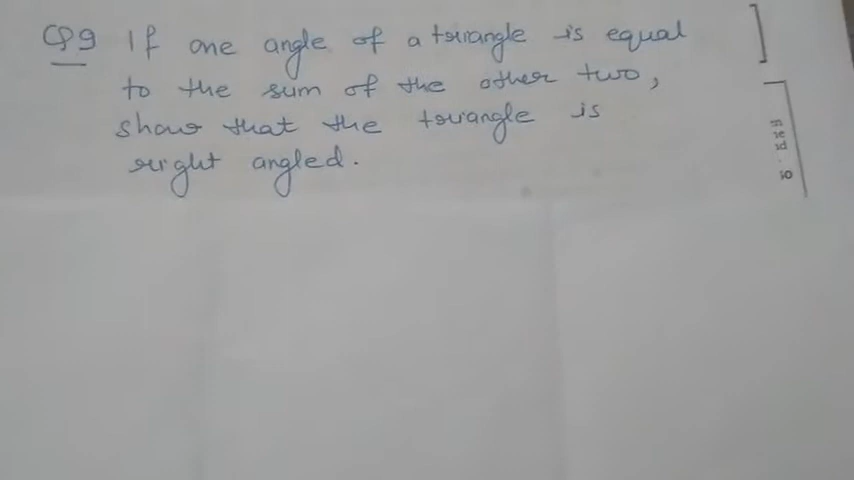 Q9 If one angle of a triangle is equal
to the sum of the other two,
show that the triangle is
right angled.